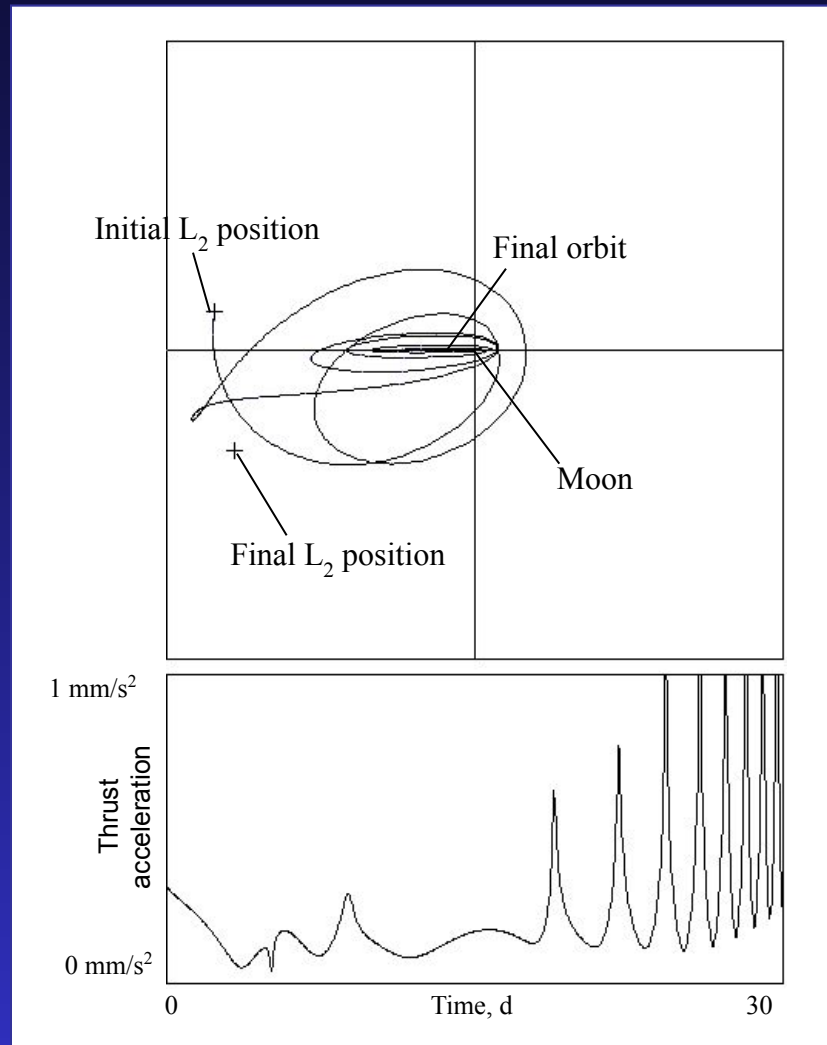 Initial L₂ position
Final orbit
Moon
Final L₂ position
1 mm/s²
Thrust
acceleration
0 mm/s²
0
Time, d
30